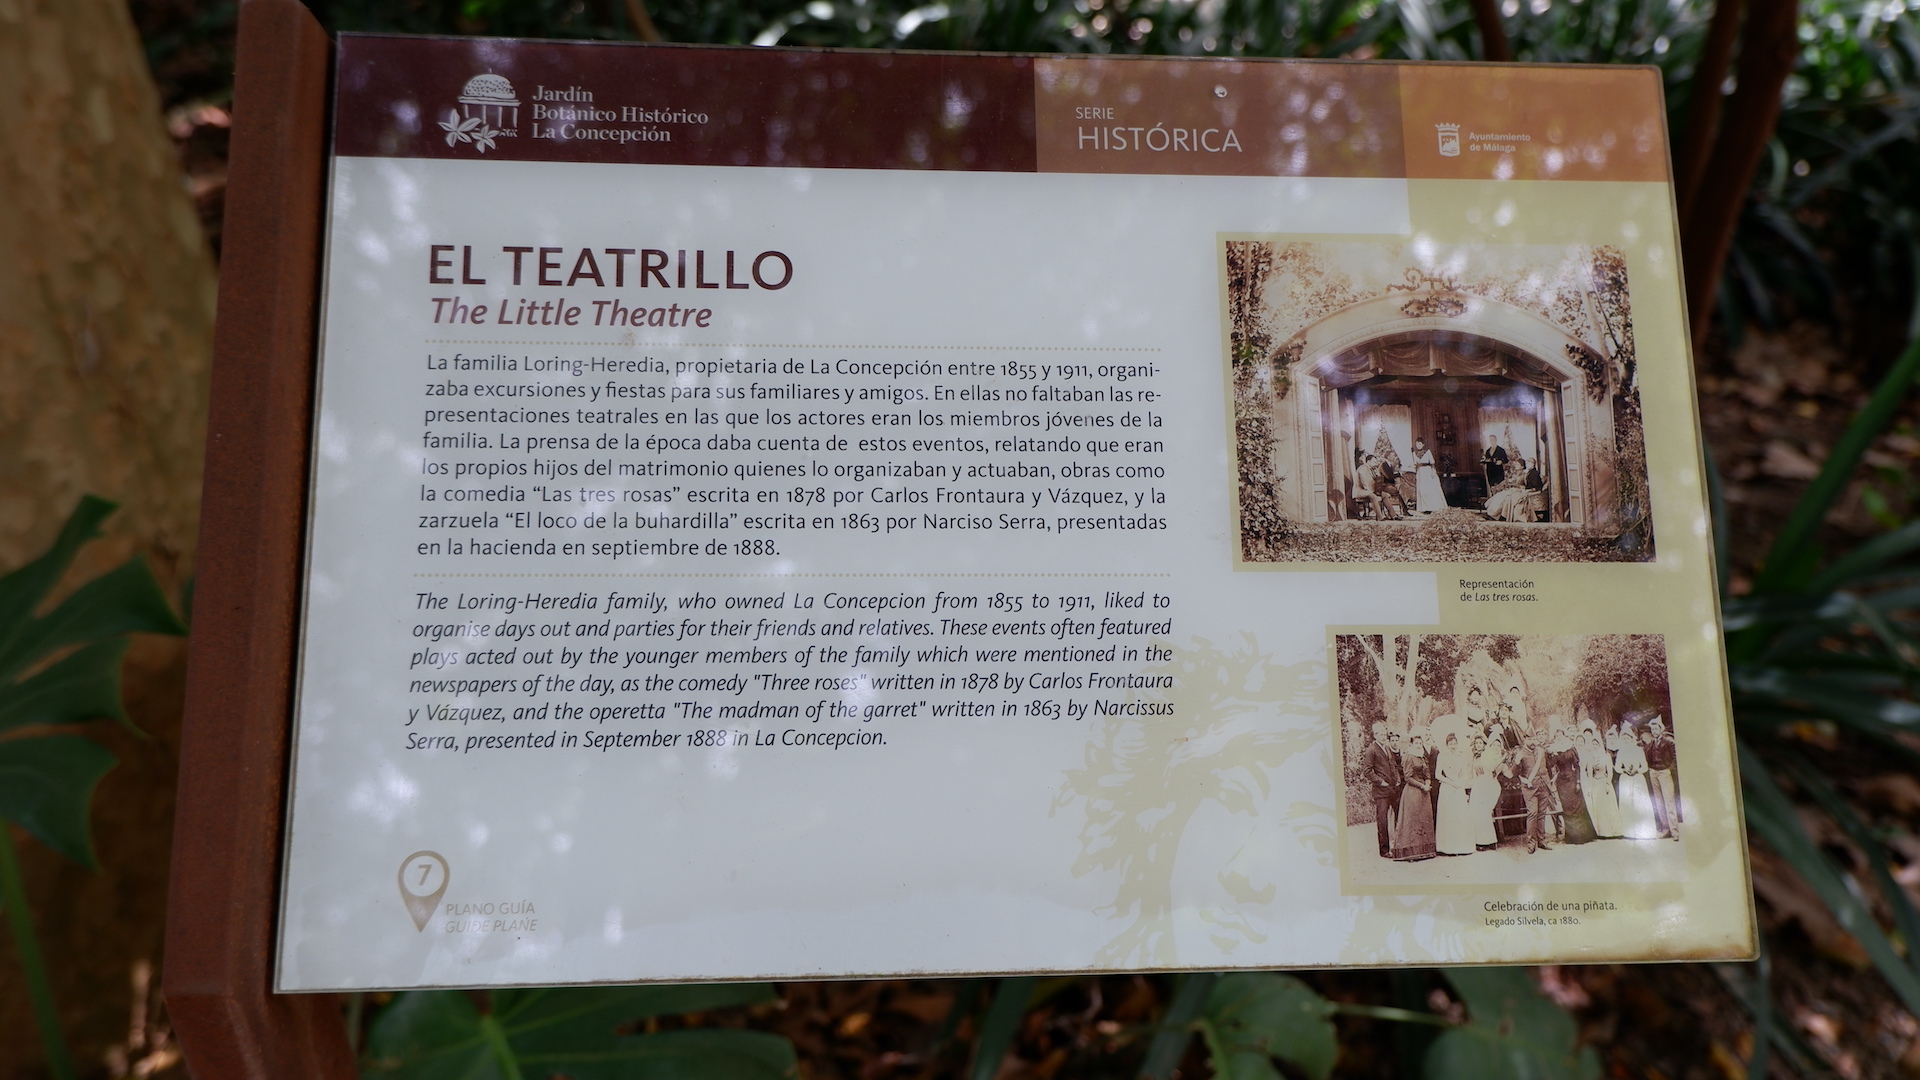 Jardín
Botánico Histórico
La Concepción
SERIE
HISTÓRICA
Ayuntamiento
de Málaga
EL TEATRILLO
The Little Theatre
La familia Loring-Heredia, propietaria de La Concepción entre 1855 y 1911, organi-
zaba excursiones y fiestas para sus familiares y amigos. En ellas no faltaban las re-
presentaciones teatrales en las que los actores eran los miembros jóvenes de la
familia. La prensa de la época daba cuenta de estos eventos, relatando que eran
los propios hijos del matrimonio quienes lo organizaban y actuaban, obras como
la comedia “Las tres rosas” escrita en 1878 por Carlos Frontaura y Vázquez, y la
zarzuela “El loco de la buhardilla” escrita en 1863 por Narciso Serra, presentadas
en la hacienda en septiembre de 1888.
The Loring-Heredia family, who owned La Concepcion from 1855 to 1911, liked to
organise days out and parties for their friends and relatives. These events often featured
plays acted out by the younger members of the family which were mentioned in the
newspapers of the day, as the comedy "Three roses" written in 1878 by Carlos Frontaura
y Vázquez, and the operetta "The madman of the garret" written in 1863 by Narcissus
Serra, presented in September 1888 in La Concepcion.
Representación
de Las tres rosas.
Celebración de una piñata.
Legado Silvela, ca 1880.
7
PLANO GUÍA
GUIDE PLANE